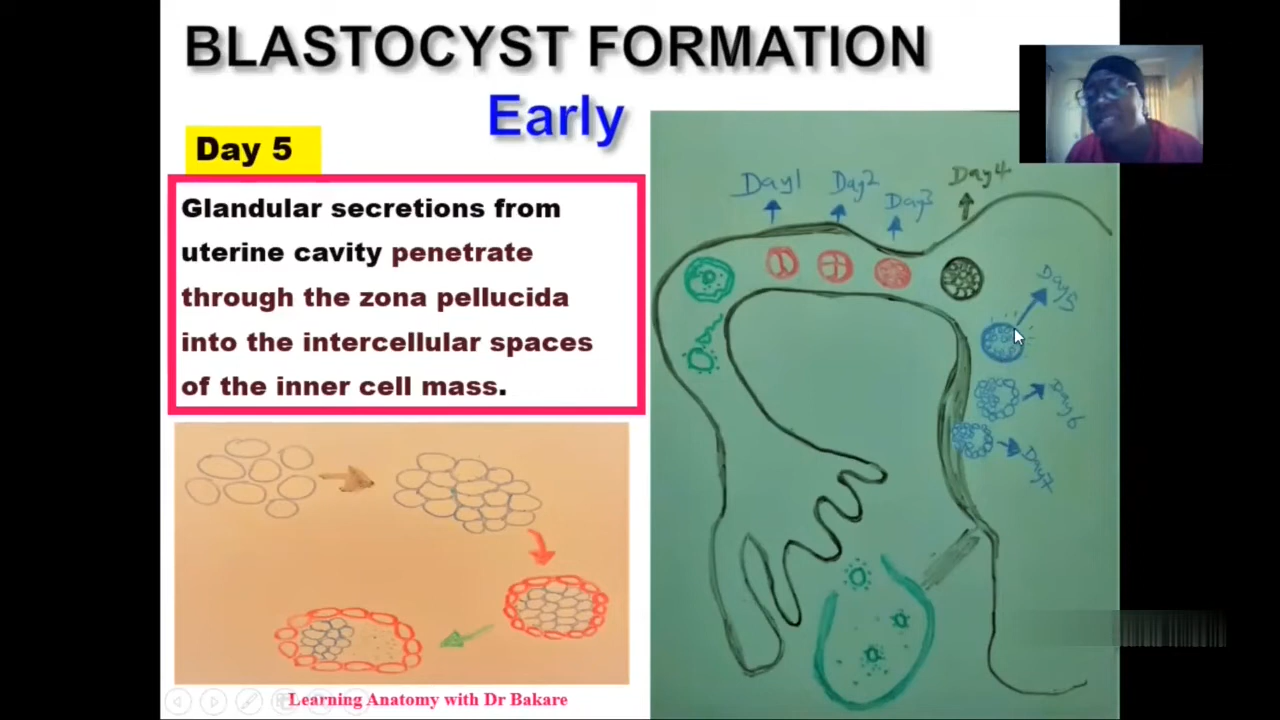 BLASTOCYST FORMATION
Early
Day 5
Glandular secretions from
uterine cavity penetrate
through the zona pellucida
into the intercellular spaces
of the inner cell mass.
Day1
Day2
Day3
Day4
Day5
Day6
Day7
Learning Anatomy with Dr Bakare